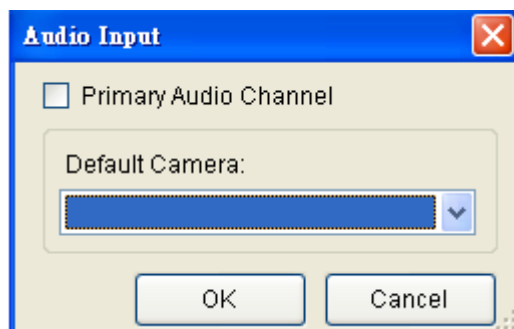 Audio Input
Primary Audio Channel
Default Camera:
OK
Cancel